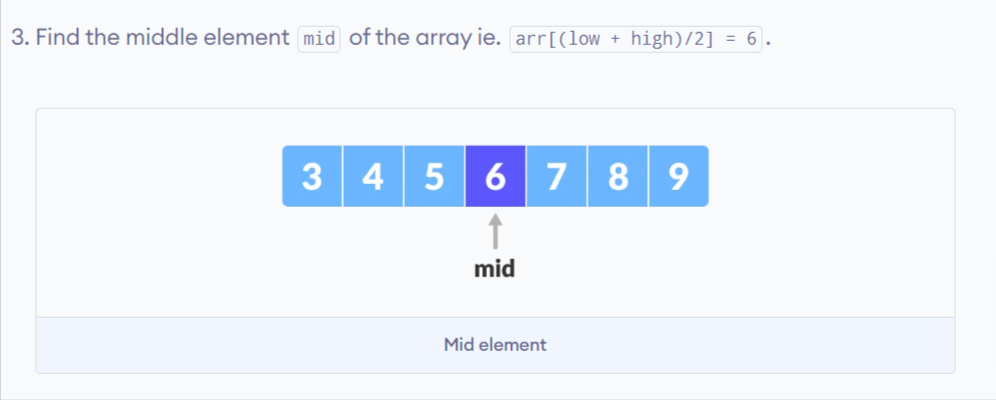 3. Find the middle element mid of the array ie. arr[(low + high)/2] = 6.
3 4 5 6 7 8 9
mid
Mid element